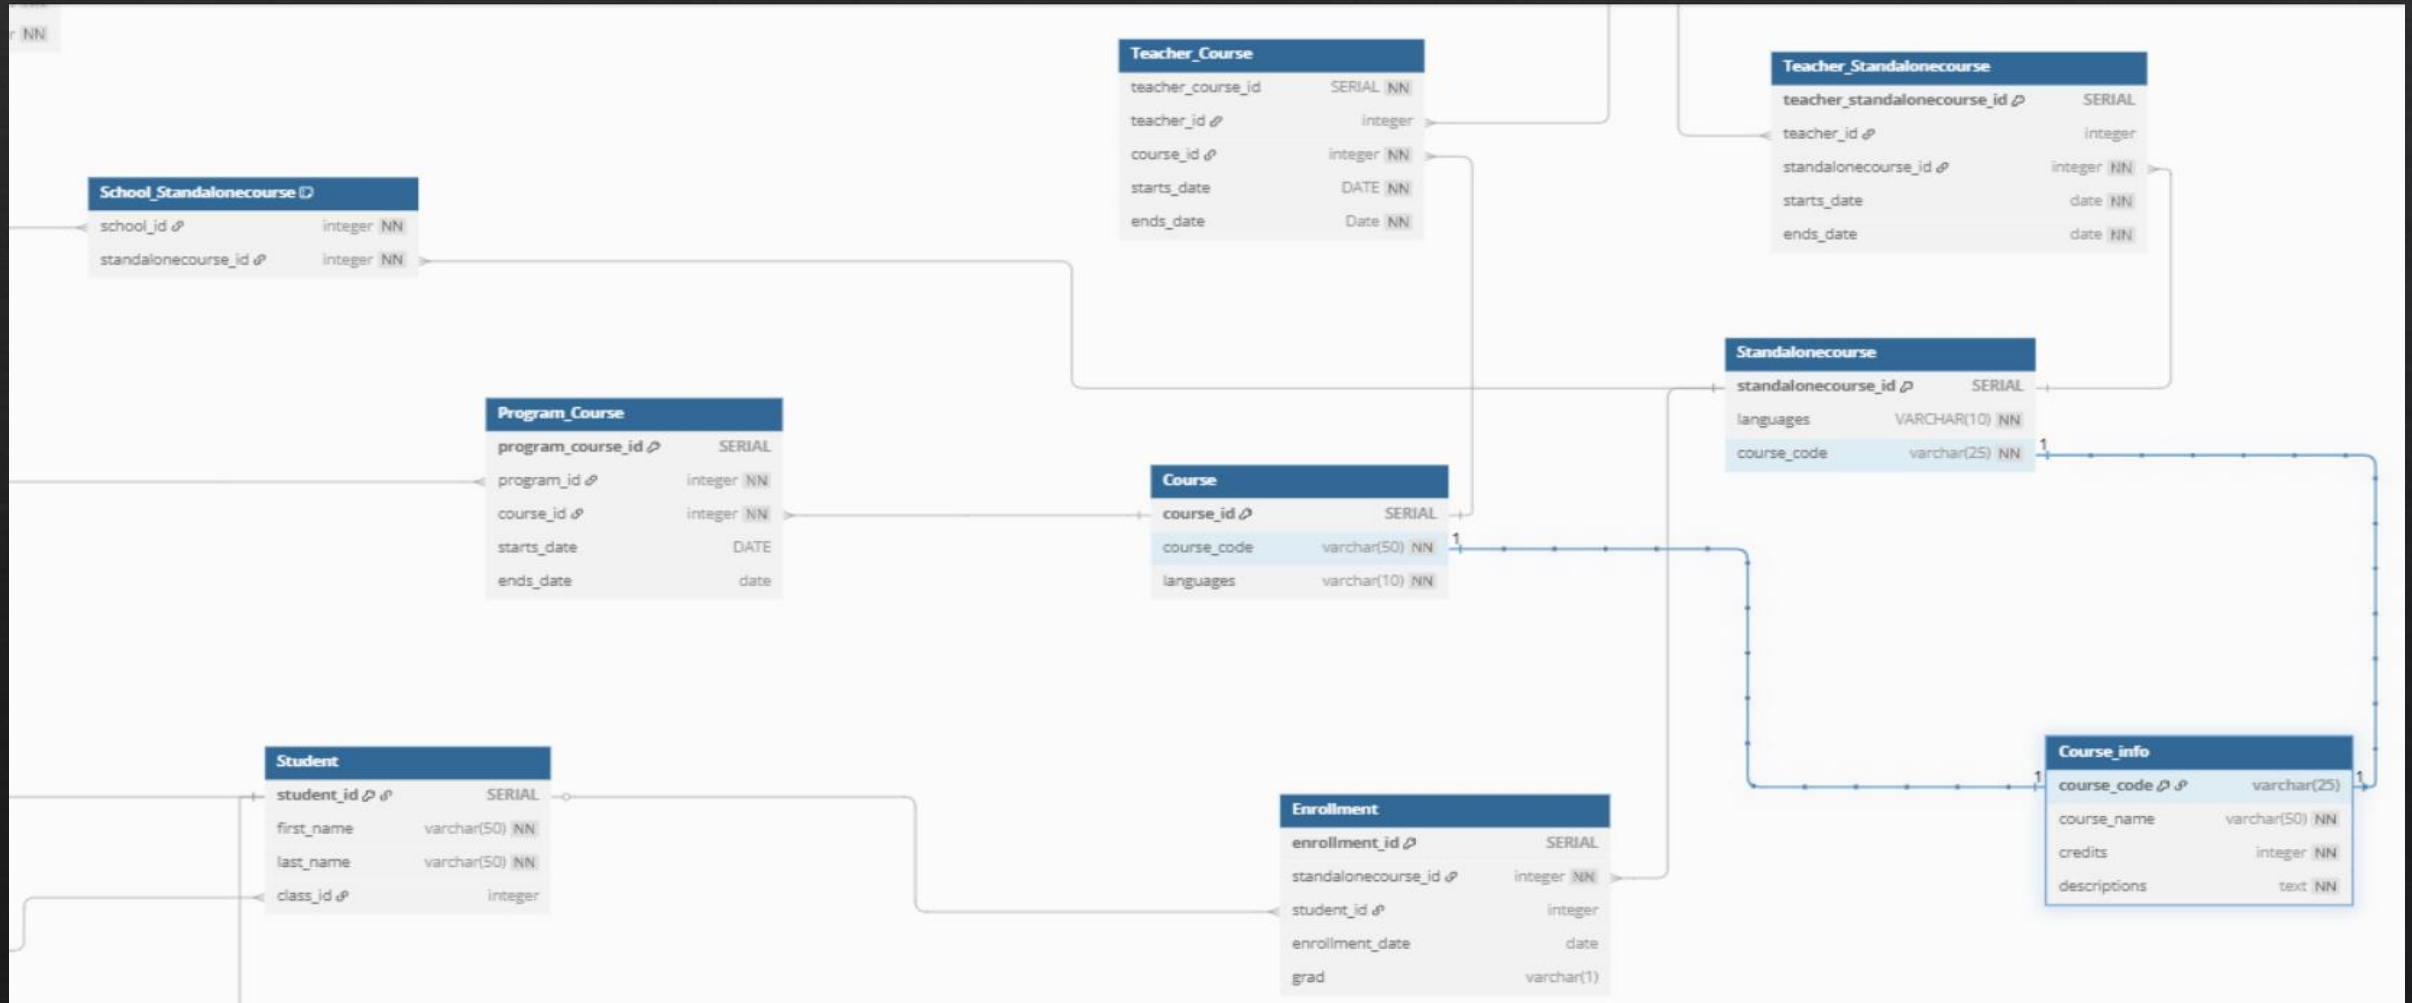 r NN
Teacher_Course
teacher_course_id SERIAL NN
teacher_id integer
course_id integer NN
starts_date DATE NN
ends_date Date NN
Teacher_Standalonecourse
teacher_standalonecourse_id SERIAL
teacher_id integer
standalonecourse_id integer NN
starts_date date NN
ends_date date NN
School_Standalonecourse
school_id integer NN
standalonecourse_id integer NN
Standalonecourse
standalonecourse_id SERIAL
languages VARCHAR(10) NN
course_code varchar(25) NN
1
Program_Course
program_course_id SERIAL
program_id integer NN
course_id integer NN
starts_date DATE
ends_date date
Course
course_id SERIAL
course_code varchar(50) NN
1
languages varchar(10) NN
Student
student_id SERIAL
first_name varchar(50) NN
last_name varchar(50) NN
class_id integer
Enrollment
enrollment_id SERIAL
standalonecourse_id integer NN
student_id integer
enrollment_date date
grad varchar(1)
Course_info
1
1
course_code varchar(25)
course_name varchar(50) NN
credits integer NN
descriptions text NN